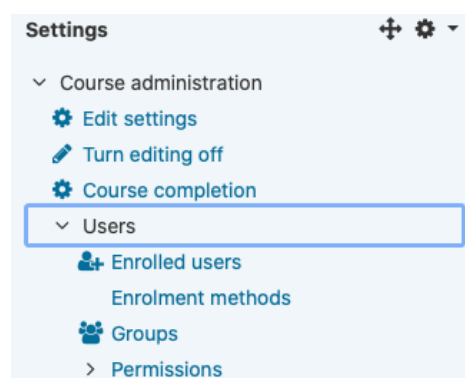 Settings
Course administration
Edit settings
Turn editing off
Course completion
Users
Enrolled users
Enrolment methods
Groups
Permissions